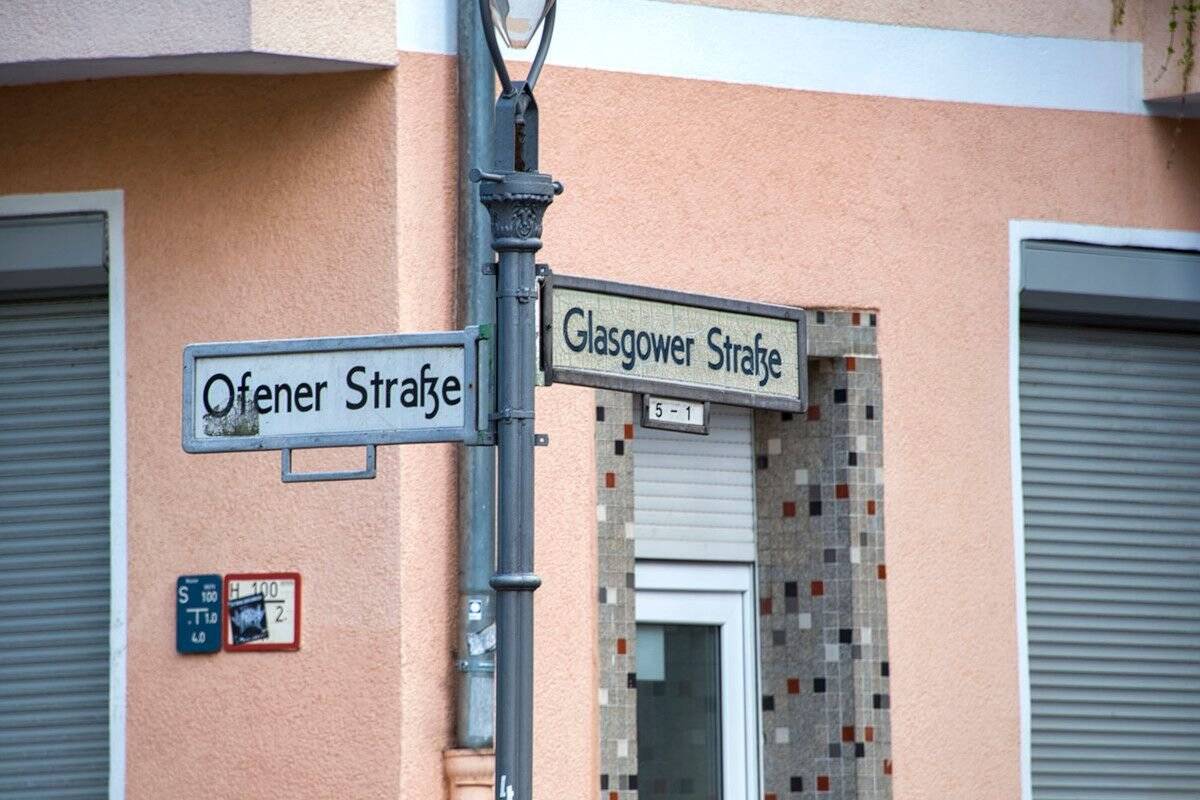 Ofener Straße
Glasgower Straße
5 - 1
S 100
T 1.0
4.0
H 100
2